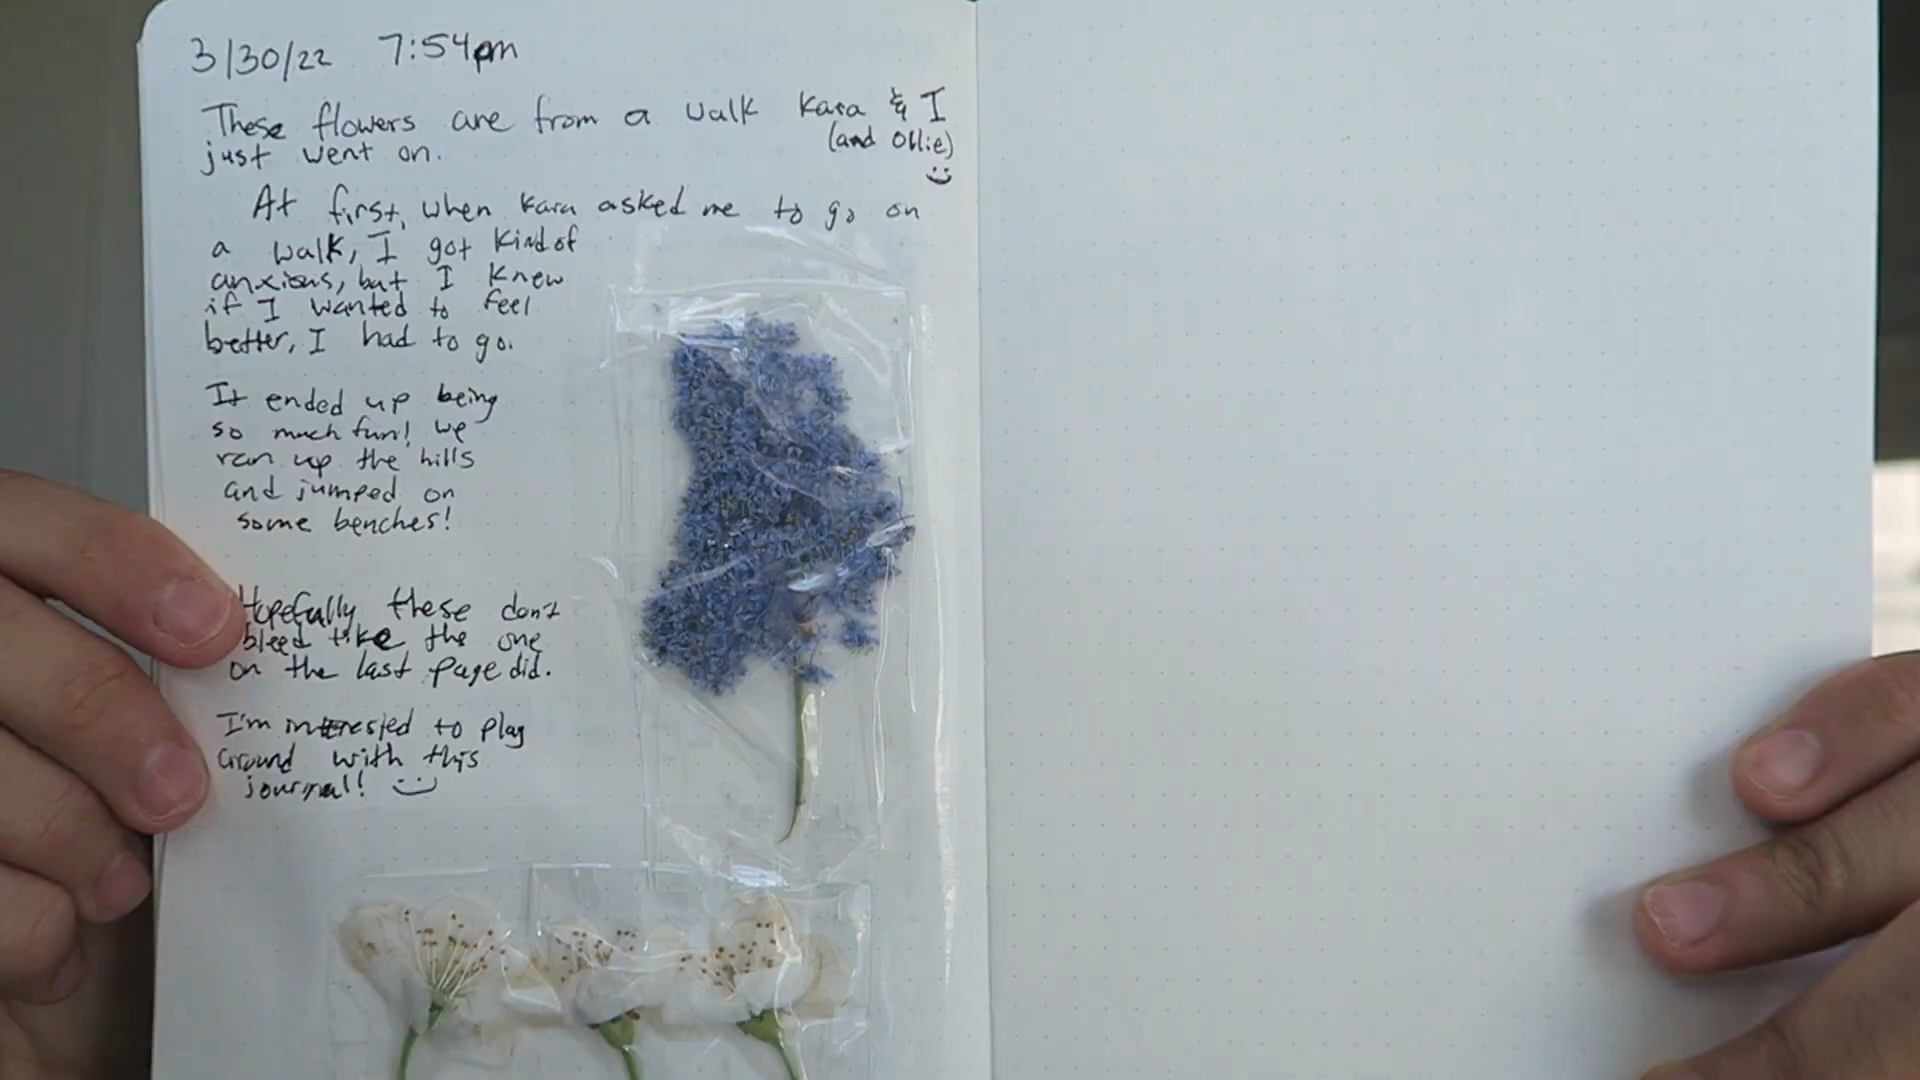 3/30/22 7:54pm
These flowers are from a walk Kara & I
(and Ollie)
just went on.
At first, when Kara asked me to go on
a walk, I got kind of
anxious, but I knew
if I wanted to feel
better, I had to go.
It ended up being
so much fun! We
ran up the hills
and jumped on
some benches!
Hopefully these don't
bleed like the one
on the last page did.
I'm interested to play
around with this
journal!